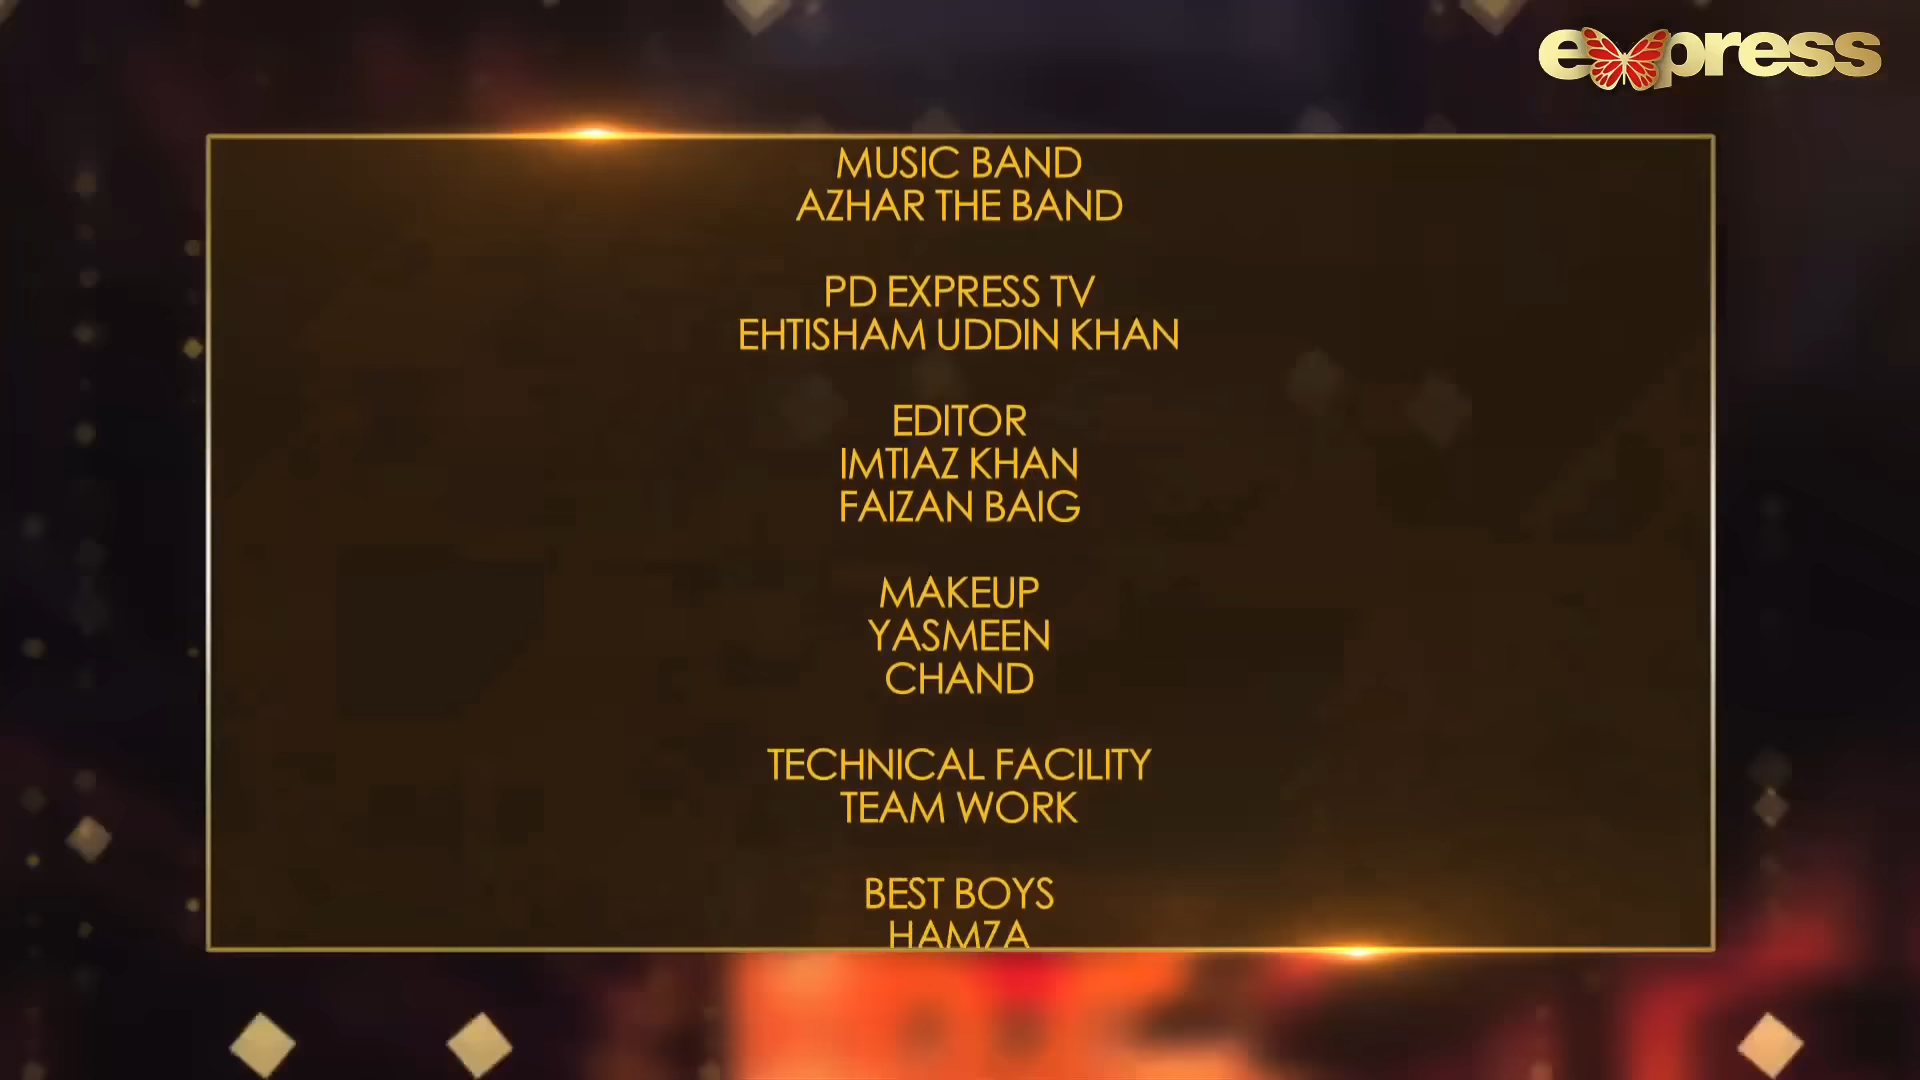 express
MUSIC BAND
AZHAR THE BAND
PD EXPRESS TV
EHTISHAM UDDIN KHAN
EDITOR
IMTIAZ KHAN
FAIZAN BAIG
MAKEUP
YASMEEN
CHAND
TECHNICAL FACILITY
TEAM WORK
BEST BOYS
HAMZA